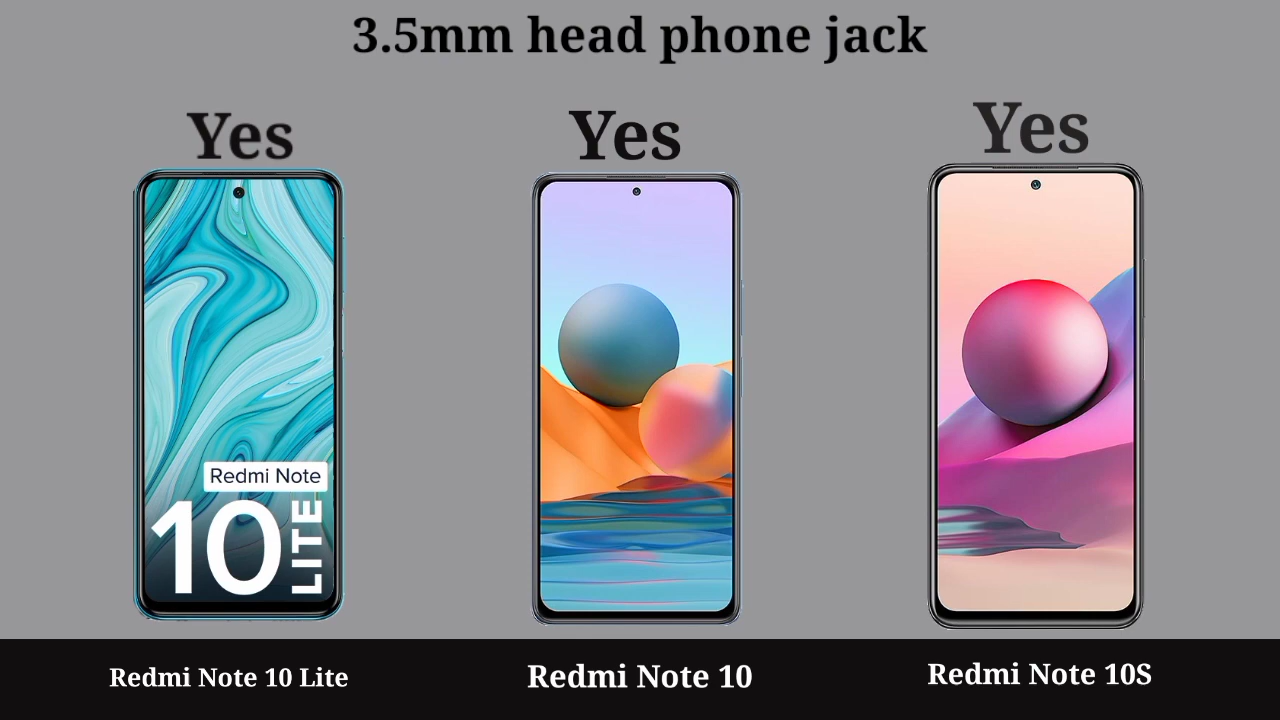 3.5mm head phone jack
Yes
Yes
Yes
Redmi Note
10
LITE
Redmi Note 10 Lite
Redmi Note 10
Redmi Note 10S